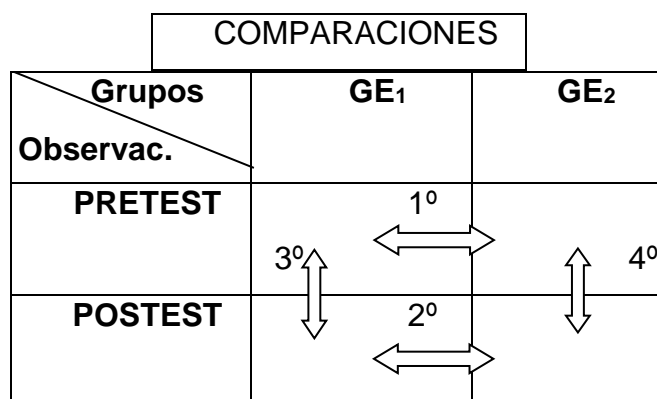 COMPARACIONES
Grupos GE₁ GE₂
Observac.
PRETEST 1º
3º 4º
POSTEST 2º